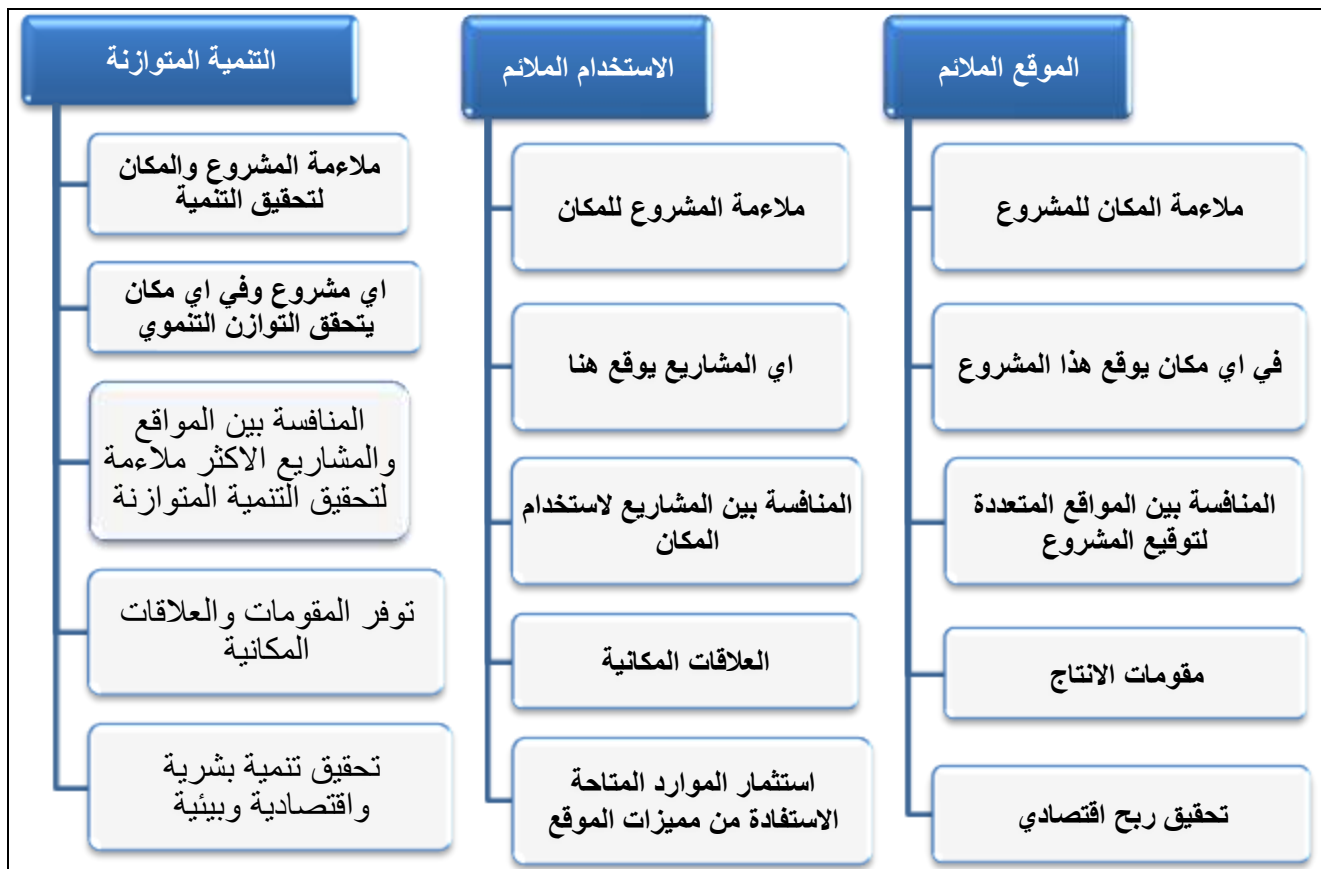 الموقع الملائم
ملاءمة المكان للمشروع
في اي مكان يوقع هذا المشروع
المنافسة بين المواقع المتعددة
لتوقيع المشروع
مقومات الانتاج
تحقيق ربح اقتصادي
الاستخدام الملائم
ملاءمة المشروع للمكان
اي المشاريع يوقع هنا
المنافسة بين المشاريع لاستخدام
المكان
العلاقات المكانية
استثمار الموارد المتاحة
الاستفادة من مميزات الموقع
التنمية المتوازنة
ملاءمة المشروع والمكان
لتحقيق التنمية
اي مشروع وفي اي مكان
يتحقق التوازن التنموي
المنافسة بين المواقع
والمشاريع الاكثر ملاءمة
لتحقيق التنمية المتوازنة
توفر المقومات والعلاقات
المكانية
تحقيق تنمية بشرية
واقتصادية وبيئية